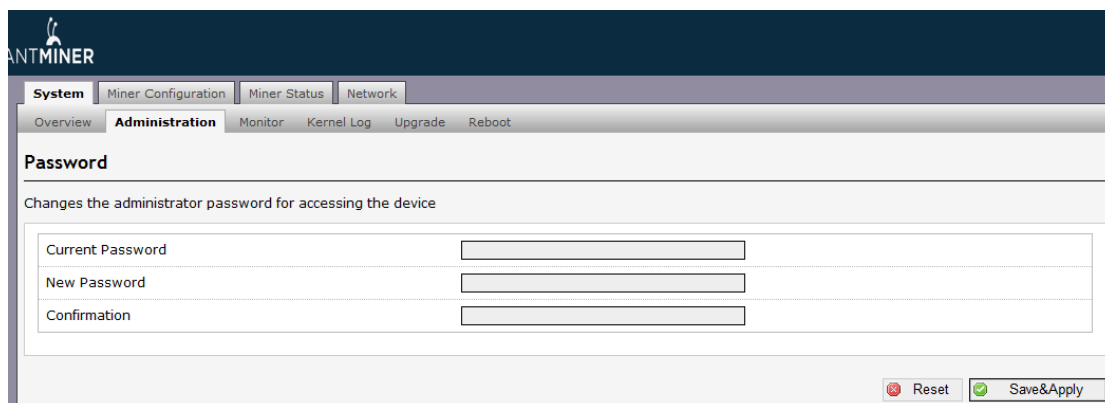 ANTMINER
System Miner Configuration Miner Status Network
Overview Administration Monitor Kernel Log Upgrade Reboot
Password
Changes the administrator password for accessing the device
Current Password
New Password
Confirmation
Reset Save&Apply